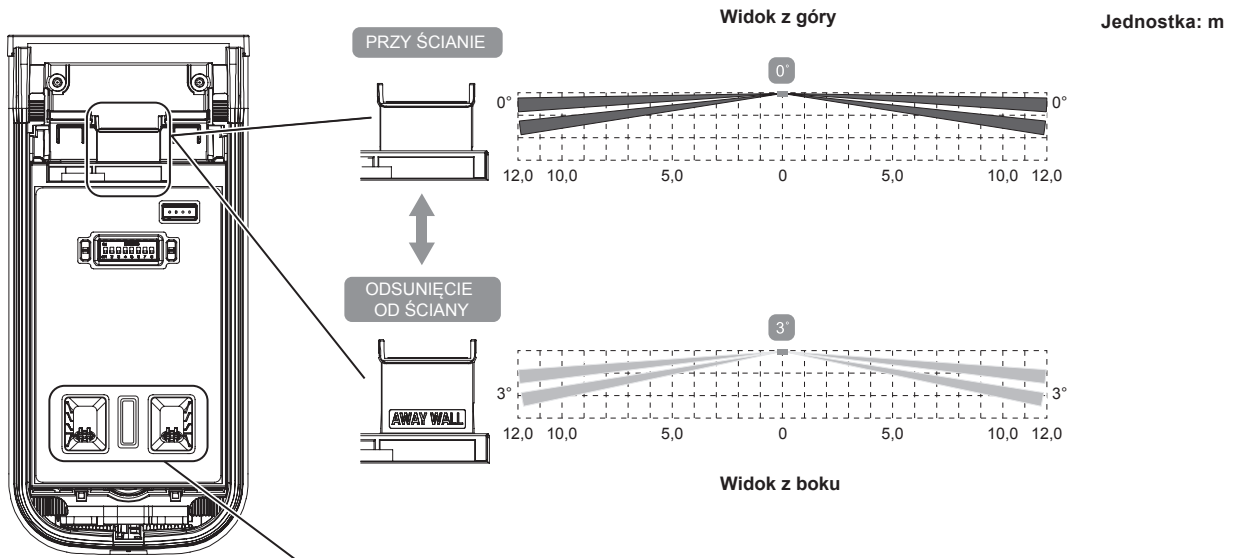 Widok z góry
Jednostka: m
PRZY ŚCIANIE
0°
0°
0°
12,0 10,0 5,0 0 5,0 10,0 12,0
ODSUNIĘCIE
OD ŚCIANY
3°
3°
3°
AWAY WALL
12,0 10,0 5,0 0 5,0 10,0 12,0
Widok z boku